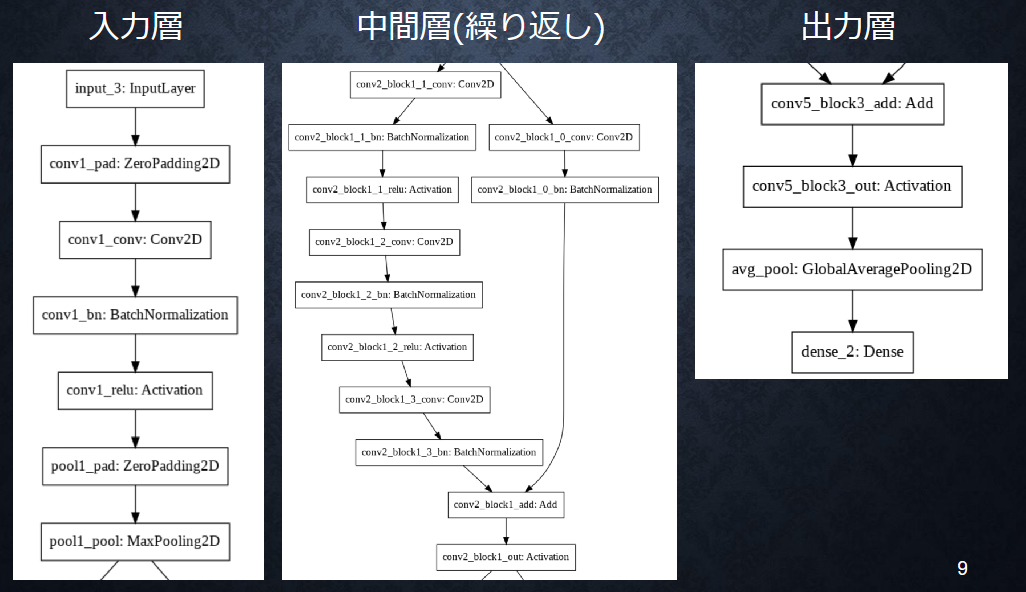 入力層
input_3: InputLayer
conv1_pad: ZeroPadding2D
conv1_conv: Conv2D
conv1_bn: BatchNormalization
conv1_relu: Activation
pool1_pad: ZeroPadding2D
pool1_pool: MaxPooling2D
中間層(繰り返し)
conv2_block1_1_conv: Conv2D
conv2_block1_1_bn: BatchNormalization
conv2_block1_0_conv: Conv2D
conv2_block1_1_relu: Activation
conv2_block1_0_bn: BatchNormalization
conv2_block1_2_conv: Conv2D
conv2_block1_2_bn: BatchNormalization
conv2_block1_2_relu: Activation
conv2_block1_3_conv: Conv2D
conv2_block1_3_bn: BatchNormalization
conv2_block1_add: Add
conv2_block1_out: Activation
出力層
conv5_block3_add: Add
conv5_block3_out: Activation
avg_pool: GlobalAveragePooling2D
dense_2: Dense
9